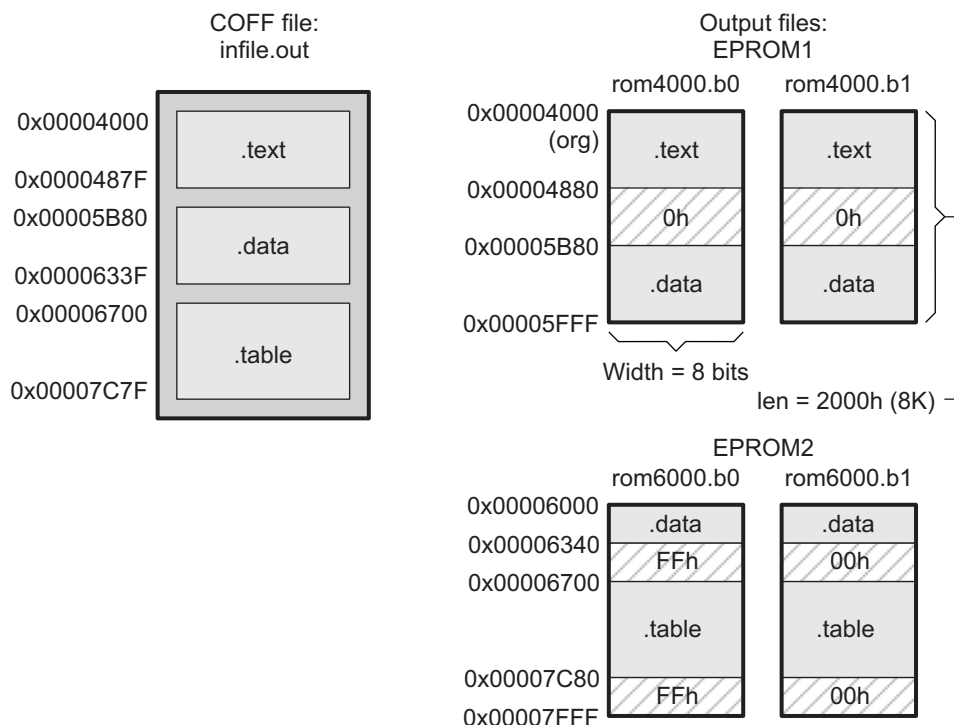 COFF file:
infile.out
0x00004000
.text
0x0000487F
0x00005B80
.data
0x0000633F
0x00006700
.table
0x00007C7F
Output files:
EPROM1
rom4000.b0
rom4000.b1
0x00004000
(org)
.text
.text
0x00004880
0h
0h
0x00005B80
.data
.data
0x00005FFF
Width = 8 bits
len = 2000h (8K)
EPROM2
rom6000.b0
rom6000.b1
0x00006000
.data
.data
0x00006340
FFh
00h
0x00006700
.table
.table
0x00007C80
FFh
00h
0x00007FFF